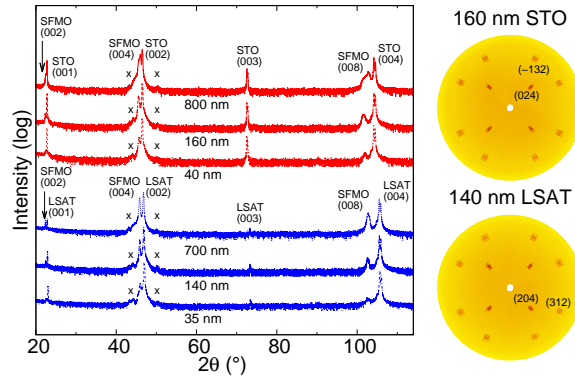 SFMO
(002)
STO
(001)
SFMO
(004)
STO
(002)
x
x
STO
(003)
SFMO
(008)
STO
(004)
800 nm
x
x
160 nm
x
x
40 nm
SFMO
(002)
LSAT
(001)
SFMO
(004)
LSAT
(002)
x
x
LSAT
(003)
SFMO
(008)
LSAT
(004)
700 nm
x
x
140 nm
x
x
35 nm
Intensity (log)
20 40 60 80 100
2θ (°)
160 nm STO
(−132)
(024)
140 nm LSAT
(204)
(312)